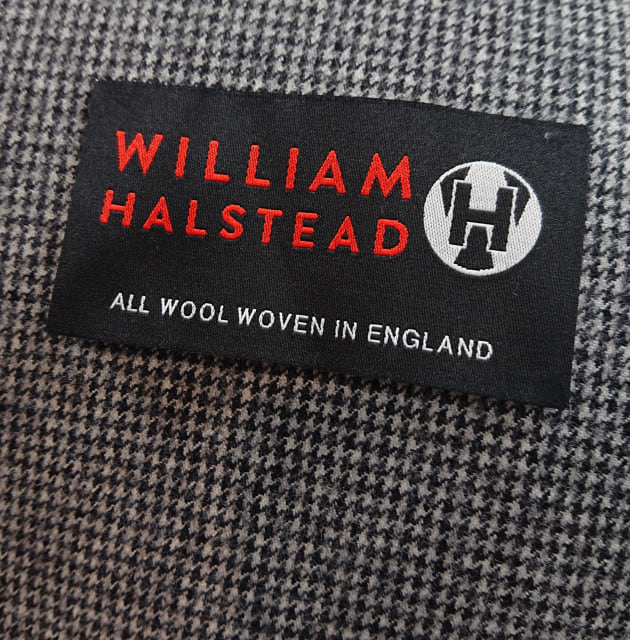 WILLIAM
HALSTEAD
H
ALL WOOL WOVEN IN ENGLAND